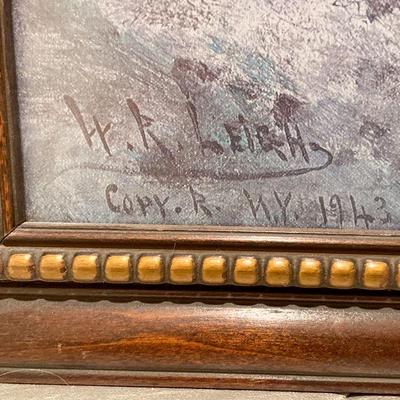 W. R. LEIGH,
COPY. R. N.Y. 1943